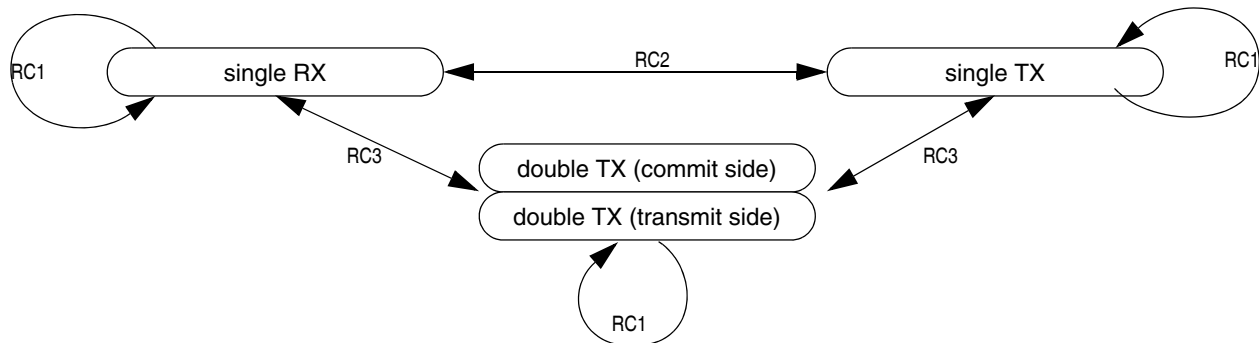 RC1
single RX
RC2
single TX
RC1
RC3
RC3
double TX (commit side)
double TX (transmit side)
RC1